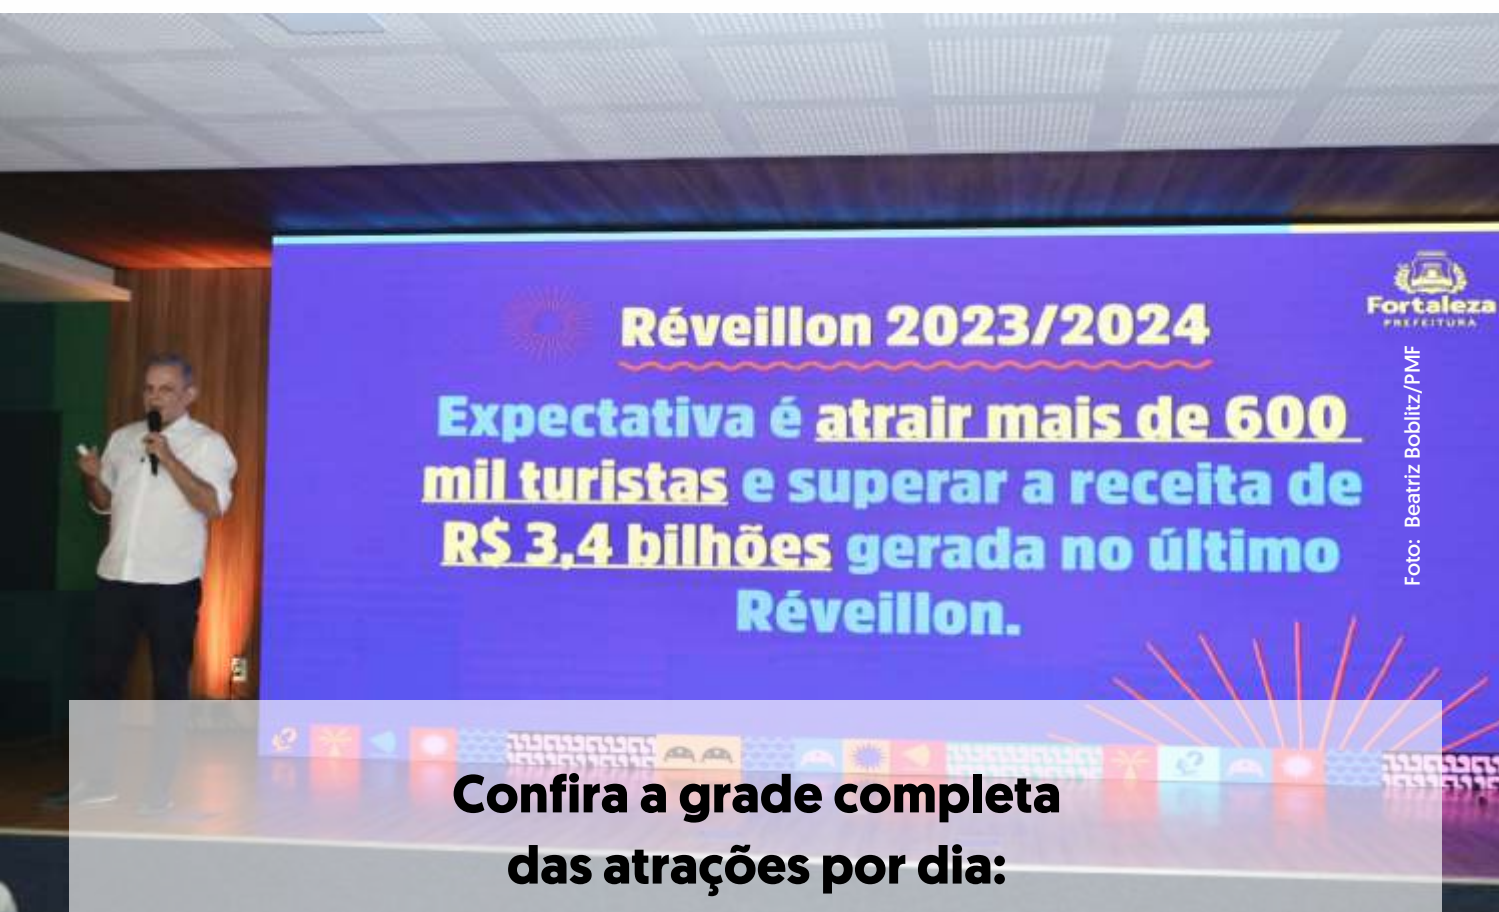 Réveillon 2023/2024
Expectativa é atrair mais de 600
mil turistas e superar a receita de
R$ 3,4 bilhões gerada no último
Réveillon.
Fortaleza
PREFEITURA
Foto: Beatriz Boblitz/PMF
Confira a grade completa
das atrações por dia: